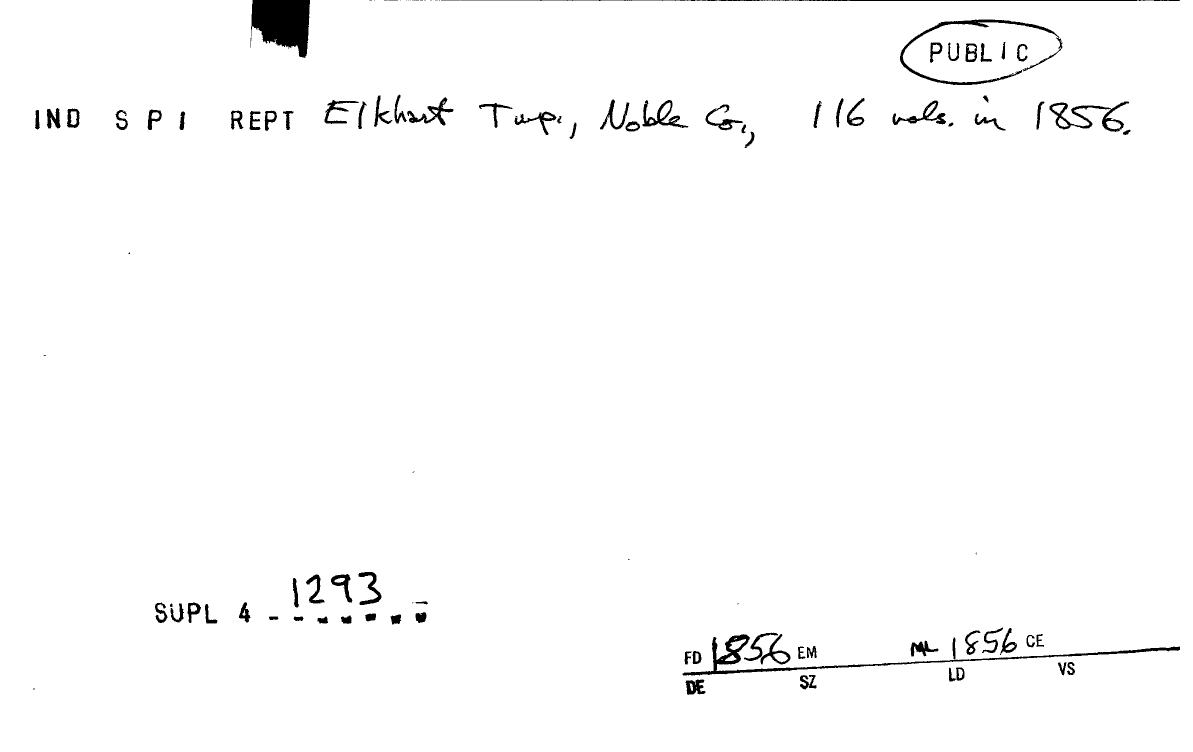 PUBLIC
IND S P I REPT Elkhart Twp., Noble Co., 116 vols. in 1856.
SUPL 4 - 1293
FD 1856 EM ML 1856 CE
DE SZ LD VS